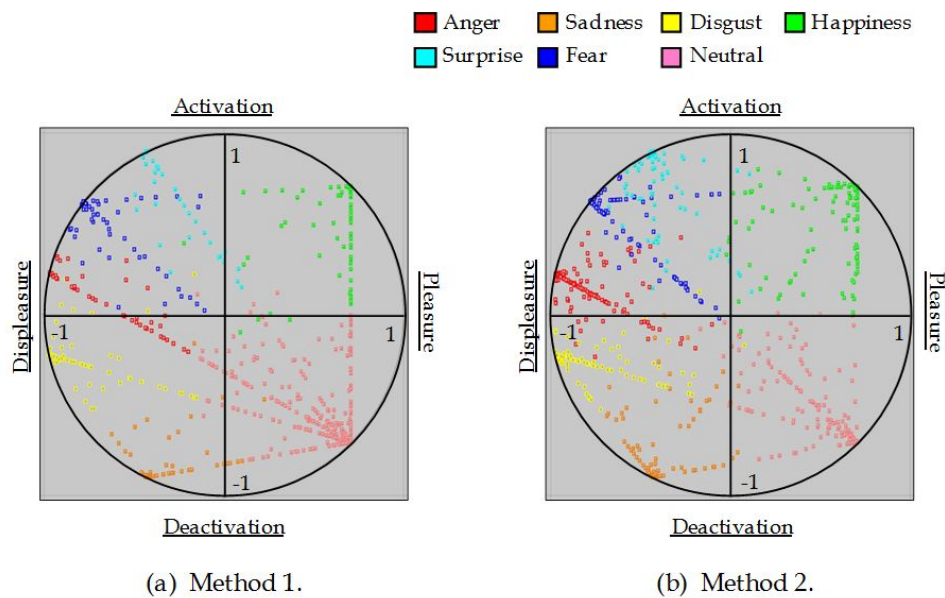 Anger Sadness Disgust Happiness
Surprise Fear Neutral
Activation Activation
1 1
Displeasure Pleasure Displeasure Pleasure
-1 1 -1 1
-1 -1
Deactivation Deactivation
(a) Method 1. (b) Method 2.